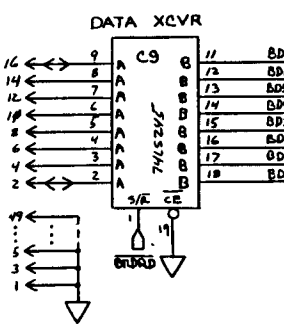 DATA XCVR
16 9 A C9 B 11 BD
14 8 A B 12 BD
12 7 A B 13 BD
10 6 A B 14 BD
8 5 A 74LS245 B 15 BD
6 4 A B 16 BD
4 3 A B 17 BD
2 2 A B 18 BD
S/R CE
1 19
49
5
3
1